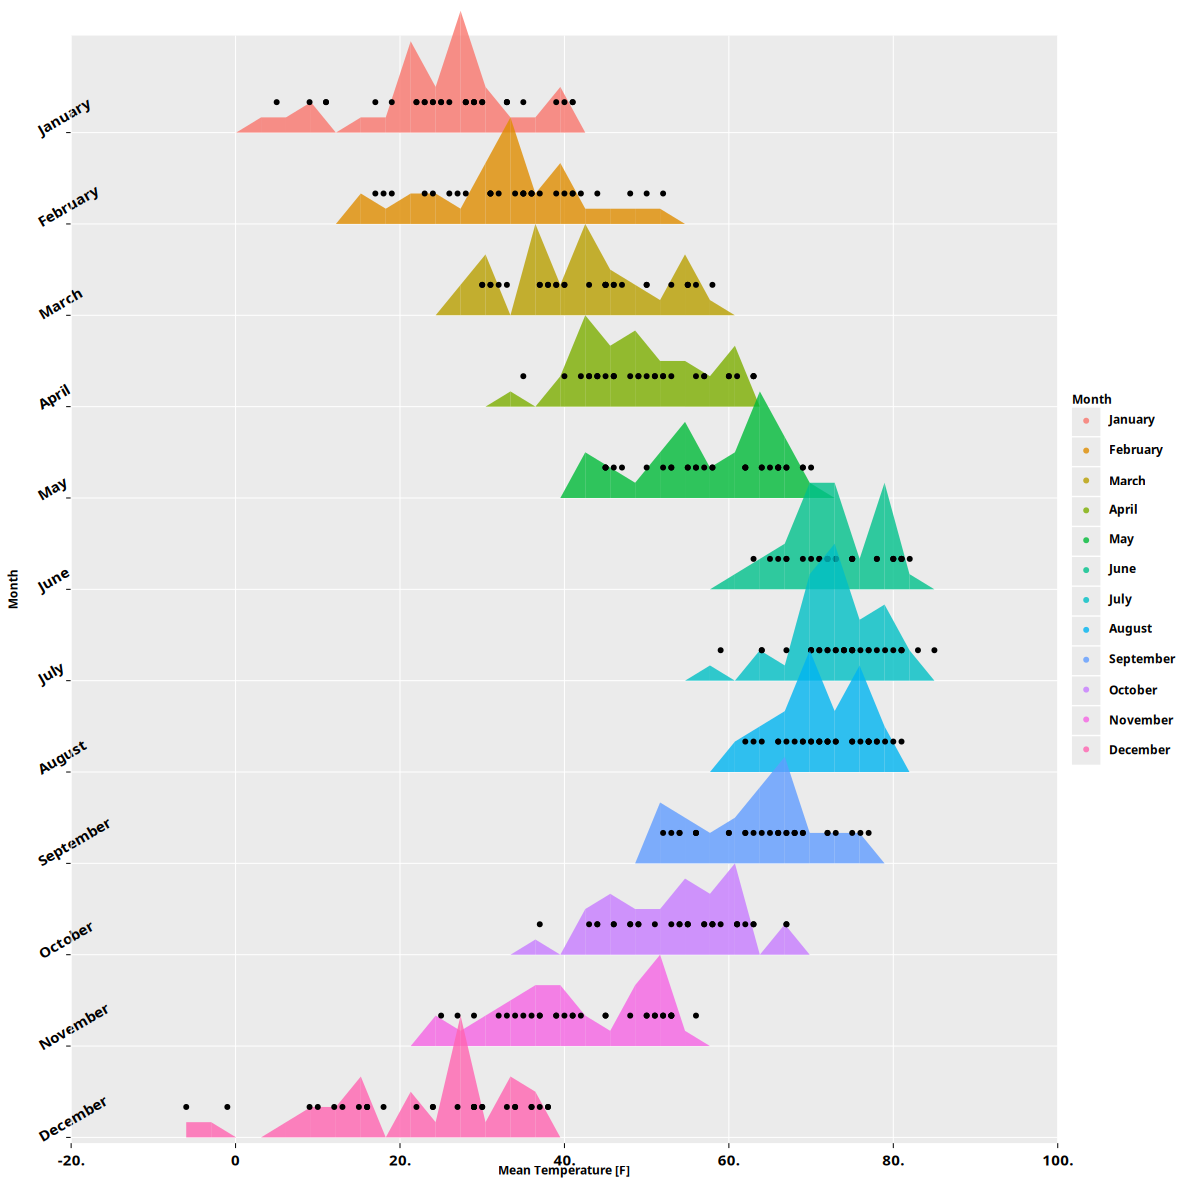 January
February
March
April
May
June
July
August
September
October
November
December
Month
-20. 0 20. 40. 60. 80. 100.
Mean Temperature [F]
Month
January
February
March
April
May
June
July
August
September
October
November
December